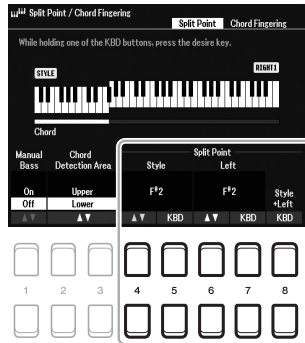 Split Point / Chord Fingering
Split Point Chord Fingering
While holding one of the KBD buttons, press the desire key.
STYLE RIGHT1
Chord
Manual Bass Chord Detection Area Split Point
Style Left
On Upper F#2 F#2 Style +Left
Off Lower
▲▼ ▲▼ ▲▼ KBD ▲▼ KBD KBD
1 2 3 4 5 6 7 8